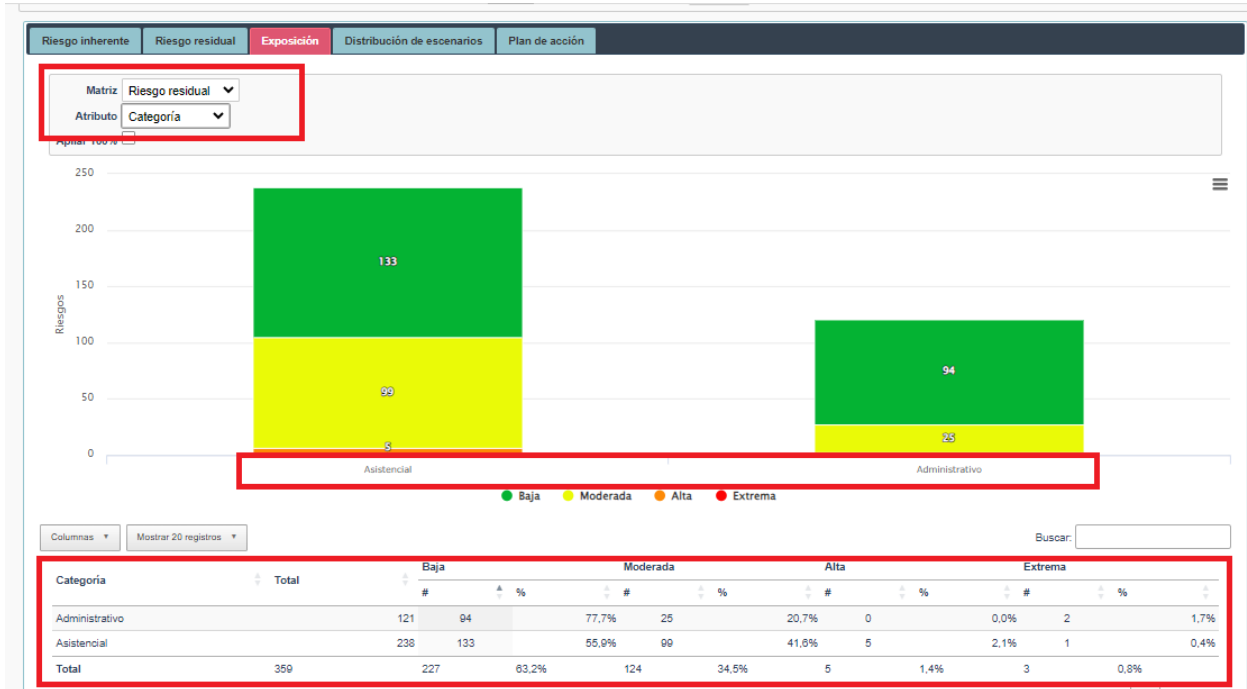 Riesgo inherente Riesgo residual Exposición Distribución de escenarios Plan de acción
Matriz Riesgo residual
Atributo Categoría
Apilar 100%
250
200
150
100
50
0
Riesgos
133
99
5
94
25
Asistencial Administrativo
Baja Moderada Alta Extrema
Columnas Mostrar 20 registros Buscar:
Categoría Total Baja Moderada Alta Extrema
# % # % # % # %
Administrativo 121 94 77,7% 25 20,7% 0 0,0% 2 1,7%
Asistencial 238 133 55,9% 99 41,6% 5 2,1% 1 0,4%
Total 359 227 63,2% 124 34,5% 5 1,4% 3 0,8%